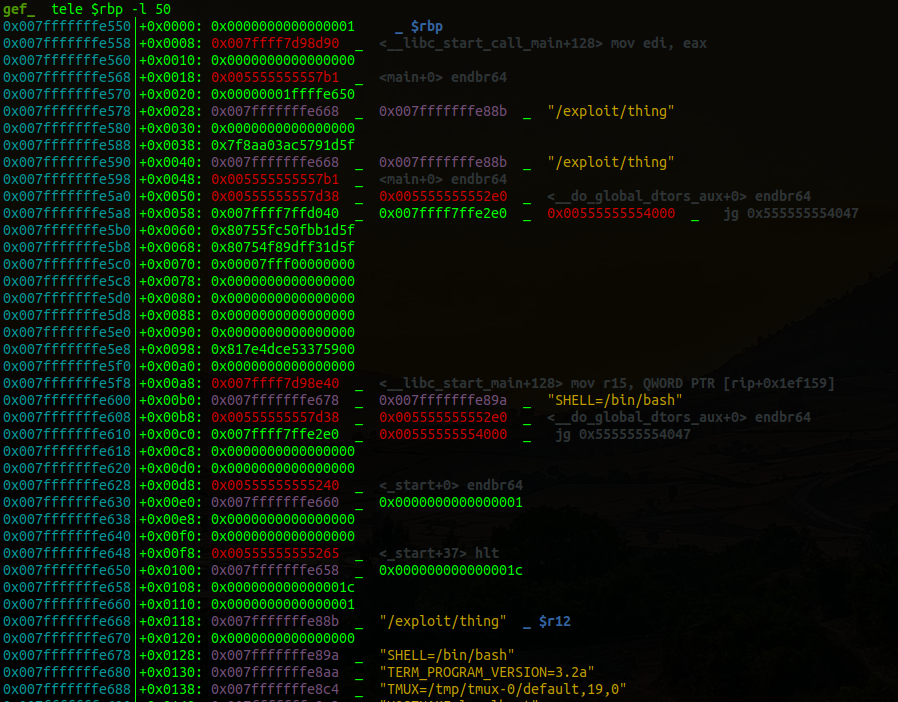 gef_ tele $rbp -l 50
0x007fffffffe550│+0x0000: 0x0000000000000001 _ $rbp
0x007fffffffe558│+0x0008: 0x007ffff7d98d90 _ <__libc_start_call_main+128> mov edi, eax
0x007fffffffe560│+0x0010: 0x0000000000000000
0x007fffffffe568│+0x0018: 0x005555555557b1 _ <main+0> endbr64
0x007fffffffe570│+0x0020: 0x00000001ffffe650
0x007fffffffe578│+0x0028: 0x007fffffffe668 _ 0x007fffffffe88b _ "/exploit/thing"
0x007fffffffe580│+0x0030: 0x0000000000000000
0x007fffffffe588│+0x0038: 0x7f8aa03ac5791d5f
0x007fffffffe590│+0x0040: 0x007fffffffe668 _ 0x007fffffffe88b _ "/exploit/thing"
0x007fffffffe598│+0x0048: 0x005555555557b1 _ <main+0> endbr64
0x007fffffffe5a0│+0x0050: 0x00555555557d38 _ 0x005555555552e0 _ <__do_global_dtors_aux+0> endbr64
0x007fffffffe5a8│+0x0058: 0x007ffff7ffd040 _ 0x007ffff7ffe2e0 _ 0x00555555554000 _ jg 0x555555554047
0x007fffffffe5b0│+0x0060: 0x80755fc50fbb1d5f
0x007fffffffe5b8│+0x0068: 0x80754f89dff31d5f
0x007fffffffe5c0│+0x0070: 0x00007fff00000000
0x007fffffffe5c8│+0x0078: 0x0000000000000000
0x007fffffffe5d0│+0x0080: 0x0000000000000000
0x007fffffffe5d8│+0x0088: 0x0000000000000000
0x007fffffffe5e0│+0x0090: 0x0000000000000000
0x007fffffffe5e8│+0x0098: 0x817e4dce53375900
0x007fffffffe5f0│+0x00a0: 0x0000000000000000
0x007fffffffe5f8│+0x00a8: 0x007ffff7d98e40 _ <__libc_start_main+128> mov r15, QWORD PTR [rip+0x1ef159]
0x007fffffffe600│+0x00b0: 0x007fffffffe678 _ 0x007fffffffe89a _ "SHELL=/bin/bash"
0x007fffffffe608│+0x00b8: 0x00555555557d38 _ 0x005555555552e0 _ <__do_global_dtors_aux+0> endbr64
0x007fffffffe610│+0x00c0: 0x007ffff7ffe2e0 _ 0x00555555554000 _ jg 0x555555554047
0x007fffffffe618│+0x00c8: 0x0000000000000000
0x007fffffffe620│+0x00d0: 0x0000000000000000
0x007fffffffe628│+0x00d8: 0x00555555555240 _ <_start+0> endbr64
0x007fffffffe630│+0x00e0: 0x007fffffffe660 _ 0x0000000000000001
0x007fffffffe638│+0x00e8: 0x0000000000000000
0x007fffffffe640│+0x00f0: 0x0000000000000000
0x007fffffffe648│+0x00f8: 0x00555555555265 _ <_start+37> hlt
0x007fffffffe650│+0x0100: 0x007fffffffe658 _ 0x000000000000001c
0x007fffffffe658│+0x0108: 0x000000000000001c
0x007fffffffe660│+0x0110: 0x0000000000000001
0x007fffffffe668│+0x0118: 0x007fffffffe88b _ "/exploit/thing" _ $r12
0x007fffffffe670│+0x0120: 0x0000000000000000
0x007fffffffe678│+0x0128: 0x007fffffffe89a _ "SHELL=/bin/bash"
0x007fffffffe680│+0x0130: 0x007fffffffe8aa _ "TERM_PROGRAM_VERSION=3.2a"
0x007fffffffe688│+0x0138: 0x007fffffffe8c4 _ "TMUX=/tmp/tmux-0/default,19,0"